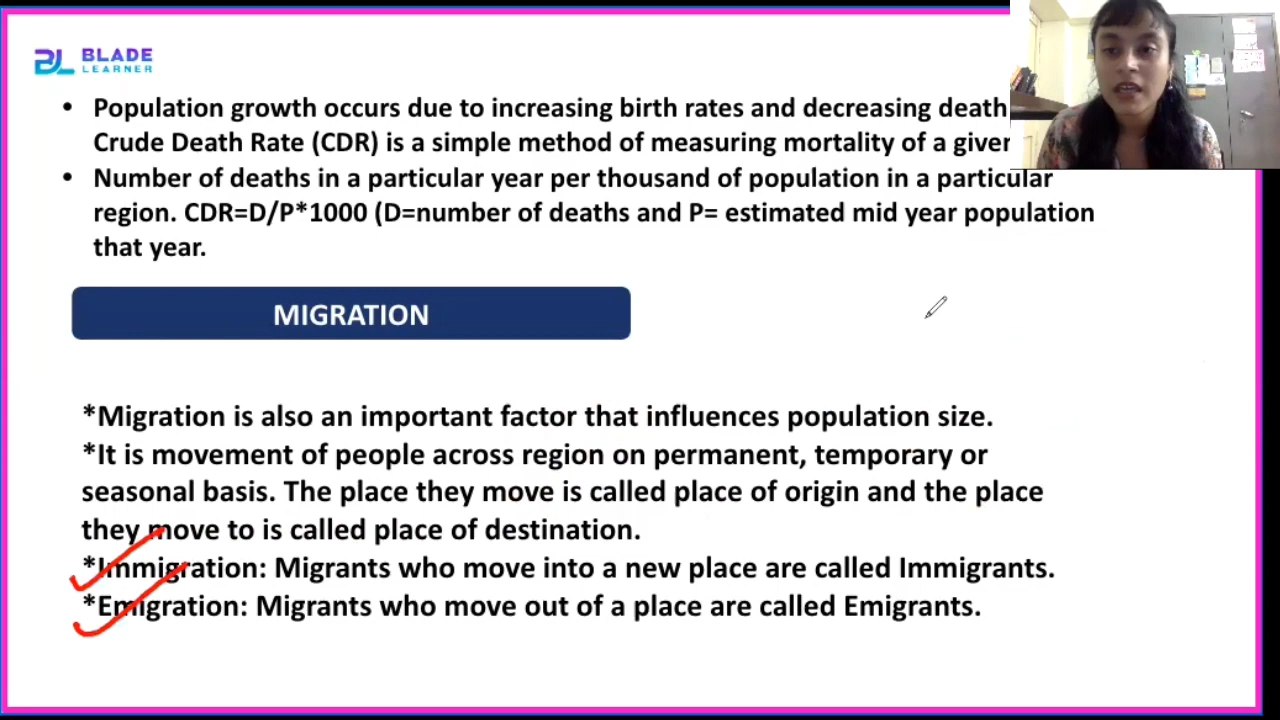 BLADE
LEARNER
• Population growth occurs due to increasing birth rates and decreasing death
Crude Death Rate (CDR) is a simple method of measuring mortality of a given
• Number of deaths in a particular year per thousand of population in a particular
region. CDR=D/P*1000 (D=number of deaths and P= estimated mid year population
that year.
MIGRATION
*Migration is also an important factor that influences population size.
*It is movement of people across region on permanent, temporary or
seasonal basis. The place they move is called place of origin and the place
they move to is called place of destination.
*Immigration: Migrants who move into a new place are called Immigrants.
*Emigration: Migrants who move out of a place are called Emigrants.